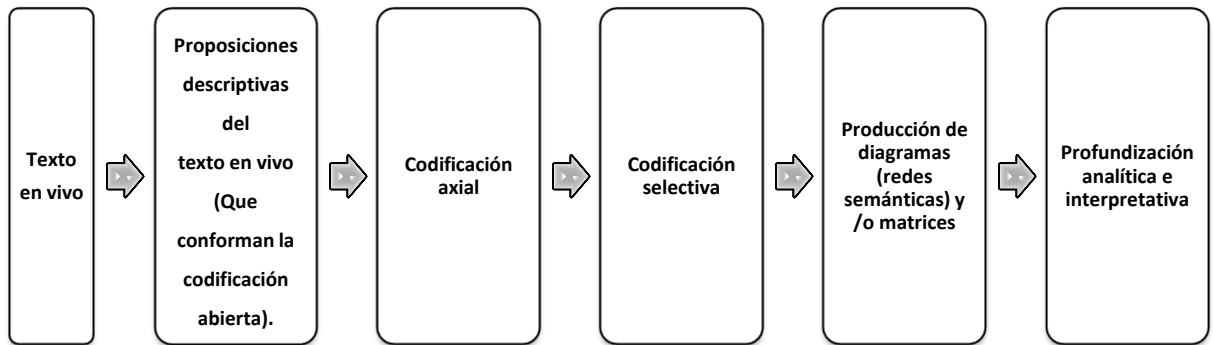 Texto
en vivo
Proposiciones
descriptivas
del
texto en vivo
(Que
conforman la
codificación
abierta).
Codificación
axial
Codificación
selectiva
Producción de
diagramas
(redes
semánticas) y
/o matrices
Profundización
analítica e
interpretativa